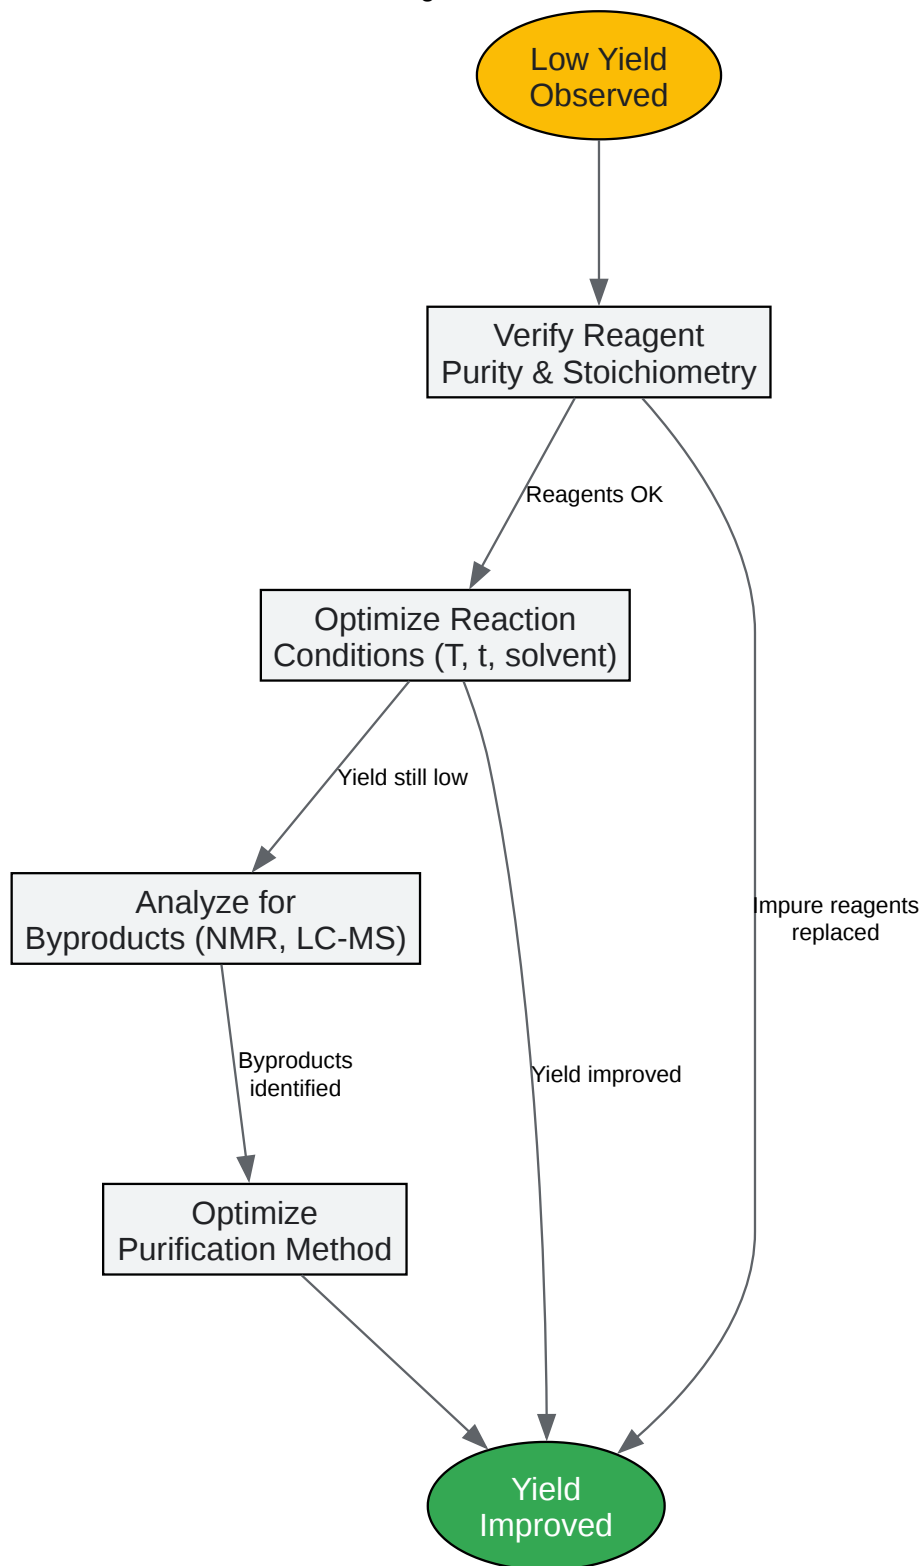 Low Yield
Observed
Verify Reagent
Purity & Stoichiometry
Reagents OK
Optimize Reaction
Conditions (T, t, solvent)
Yield still low
Analyze for
Byproducts (NMR, LC-MS)
Impure reagents
replaced
Byproducts
identified
Yield improved
Optimize
Purification Method
Yield
Improved